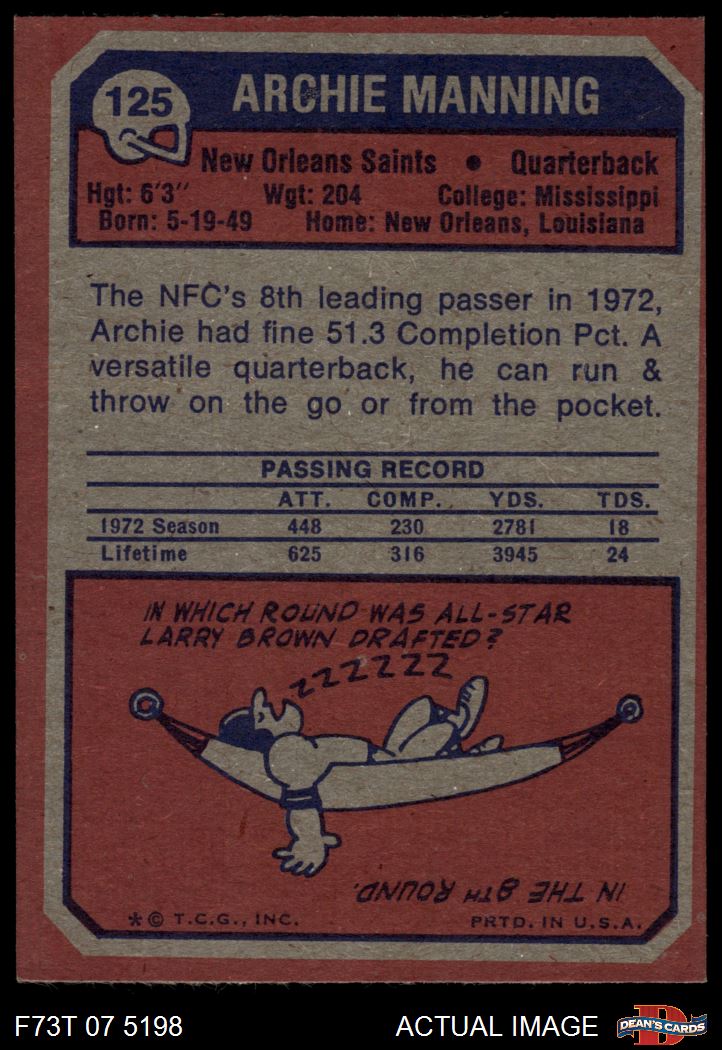 125
ARCHIE MANNING
New Orleans Saints • Quarterback
Hgt: 6'3" Wgt: 204 College: Mississippi
Born: 5-19-49 Home: New Orleans, Louisiana
The NFC's 8th leading passer in 1972,
Archie had fine 51.3 Completion Pct. A
versatile quarterback, he can run &
throw on the go or from the pocket.
PASSING RECORD
ATT. COMP. YDS. TDS.
1972 Season 448 230 2781 18
Lifetime 625 316 3945 24
IN WHICH ROUND WAS ALL-STAR
LARRY BROWN DRAFTED?
ZZZZZZZ
IN THE 8TH ROUND.
*© T.C.G., INC. PRTD. IN U.S.A.
F73T 07 5198 ACTUAL IMAGE D DEAN'S CARDS